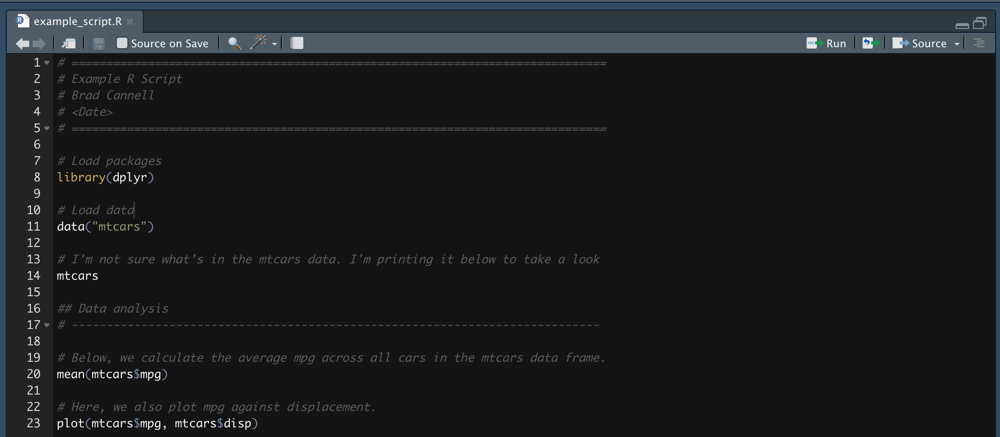 example_script.R
Source on Save
Run
Source
1 # =============================================================================
2 # Example R Script
3 # Brad Cannell
4 # <Date>
5 # =============================================================================
6
7 # Load packages
8 library(dplyr)
9
10 # Load data
11 data("mtcars")
12
13 # I'm not sure what's in the mtcars data. I'm printing it below to take a look
14 mtcars
15
16 ## Data analysis
17 # ----------------------------------------------------------------------------
18
19 # Below, we calculate the average mpg across all cars in the mtcars data frame.
20 mean(mtcars$mpg)
21
22 # Here, we also plot mpg against displacement.
23 plot(mtcars$mpg, mtcars$disp)